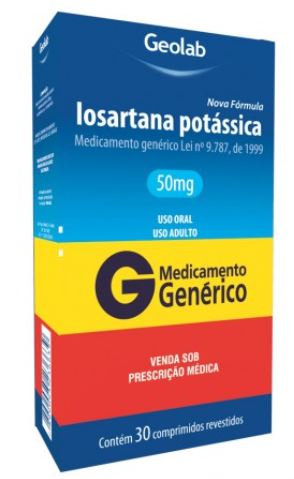 Geolab
Nova Fórmula
losartana potássica
Medicamento genérico Lei nº 9.787, de 1999
50mg
USO ORAL
USO ADULTO
G Medicamento
Genérico
VENDA SOB
PRESCRIÇÃO MÉDICA
Contém 30 comprimidos revestidos